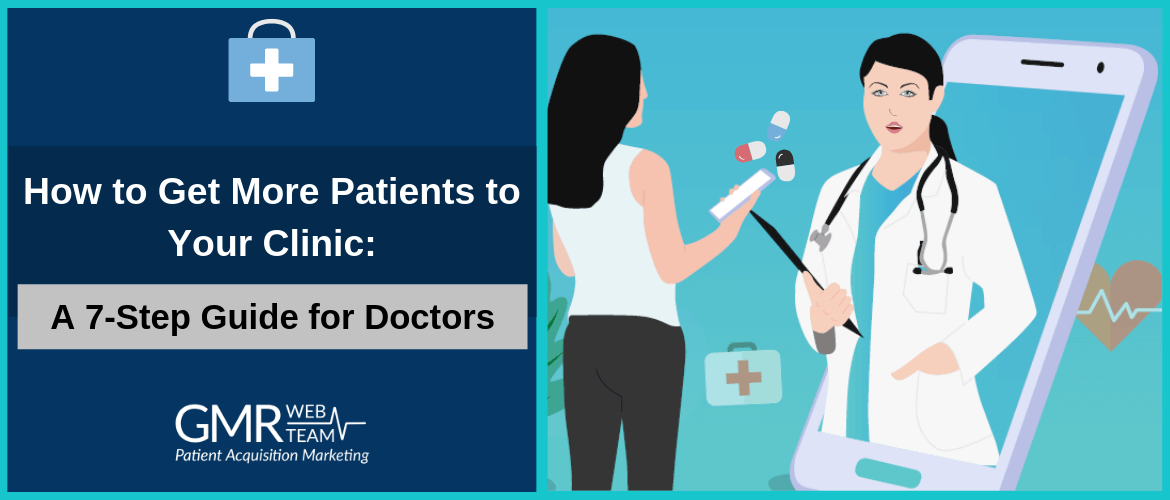 How to Get More Patients to
Your Clinic:
A 7-Step Guide for Doctors
GMR WEB
TEAM
Patient Acquisition Marketing